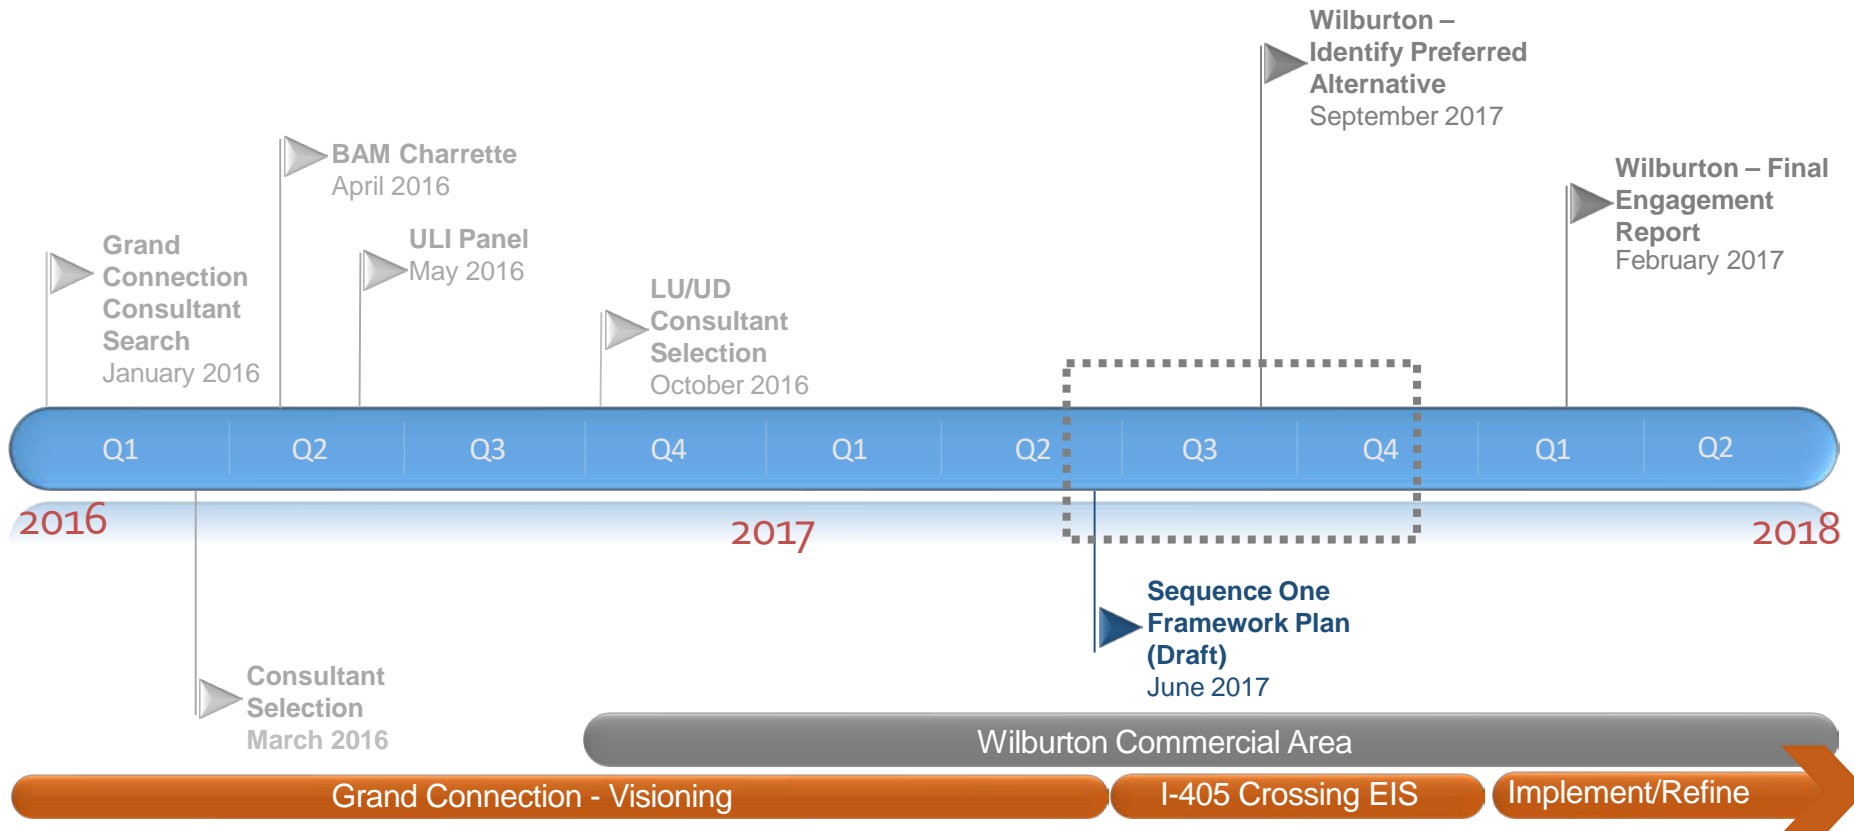 Wilburton –
Identify Preferred
Alternative
September 2017
BAM Charrette
April 2016
Wilburton – Final
Engagement
Report
February 2017
Grand
Connection
Consultant
Search
January 2016
ULI Panel
May 2016
LU/UD
Consultant
Selection
October 2016
Q1 Q2 Q3 Q4 Q1 Q2 Q3 Q4 Q1 Q2
2016 2017 2018
Sequence One
Framework Plan
(Draft)
June 2017
Consultant
Selection
March 2016
Wilburton Commercial Area
Grand Connection - Visioning I-405 Crossing EIS Implement/Refine